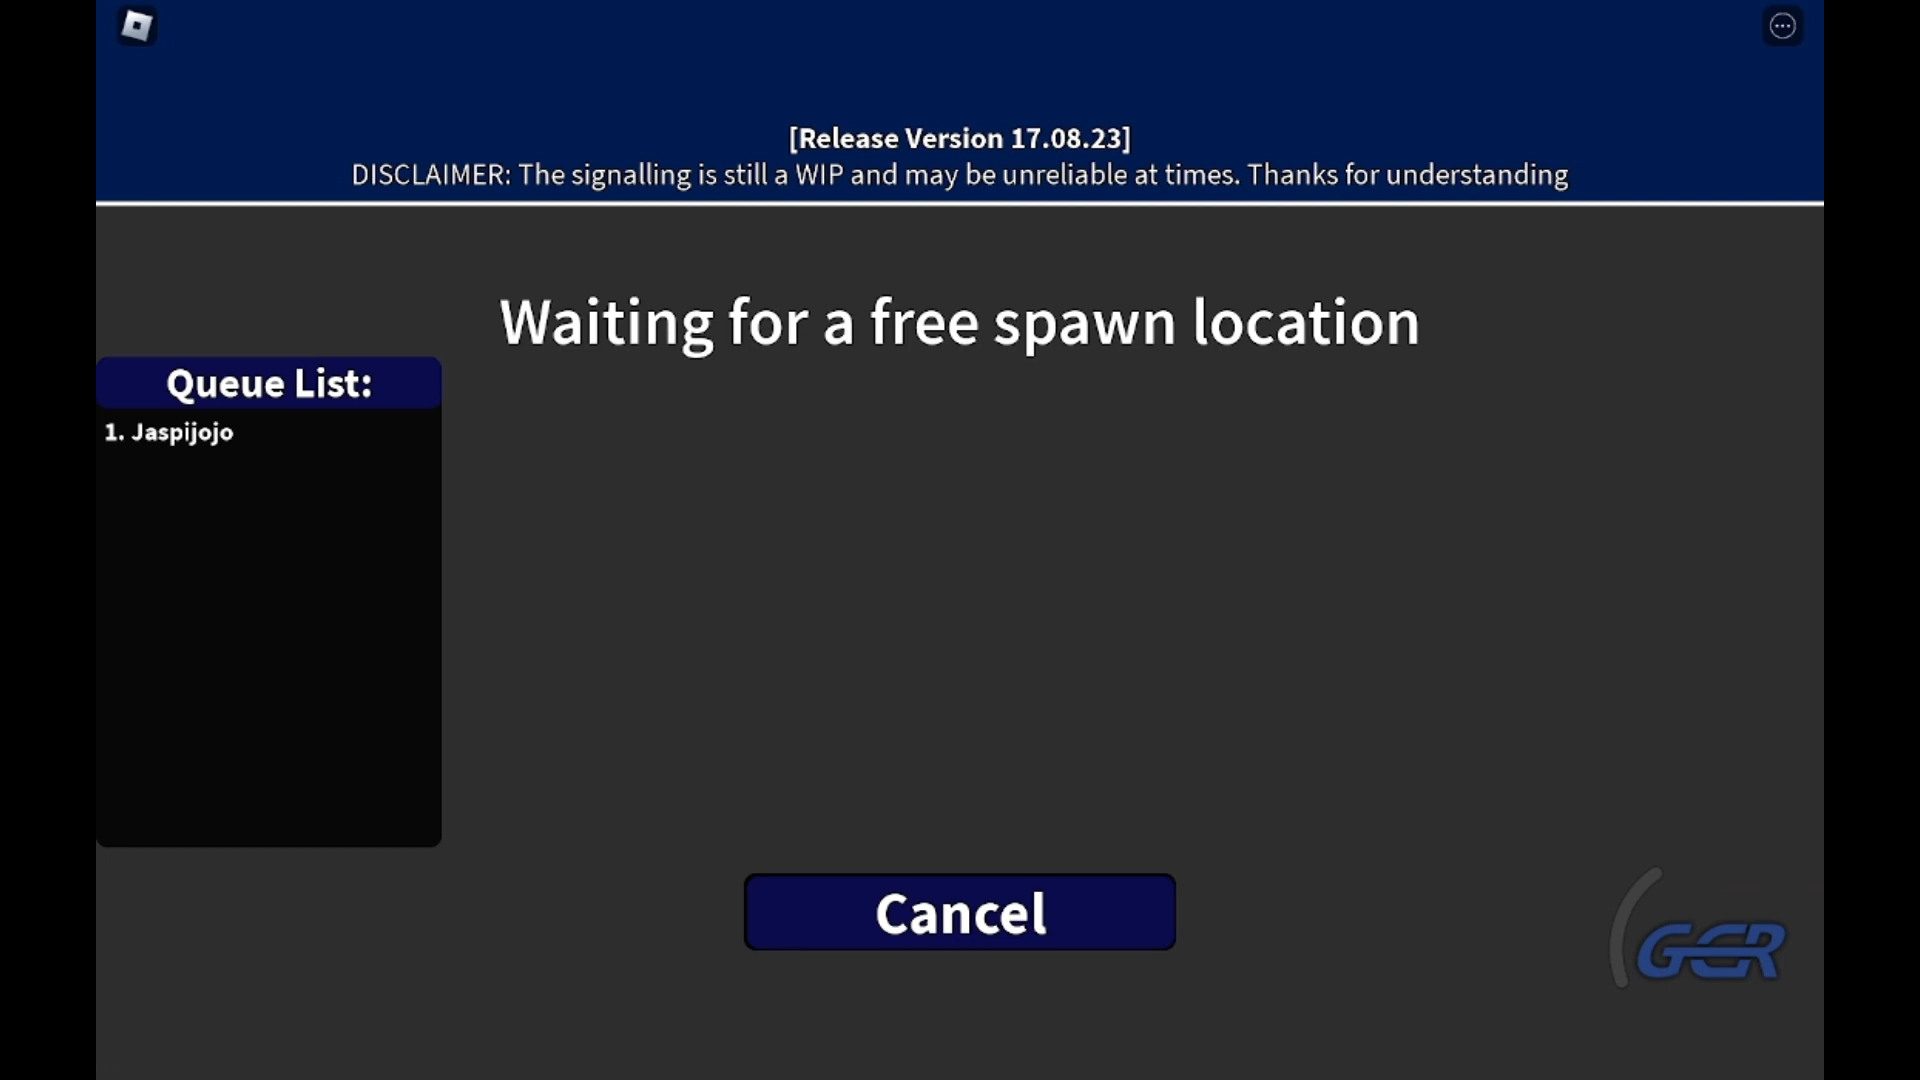 [Release Version 17.08.23]
DISCLAIMER: The signalling is still a WIP and may be unreliable at times. Thanks for understanding
Waiting for a free spawn location
Queue List:
1. Jaspijojo
Cancel
GCR